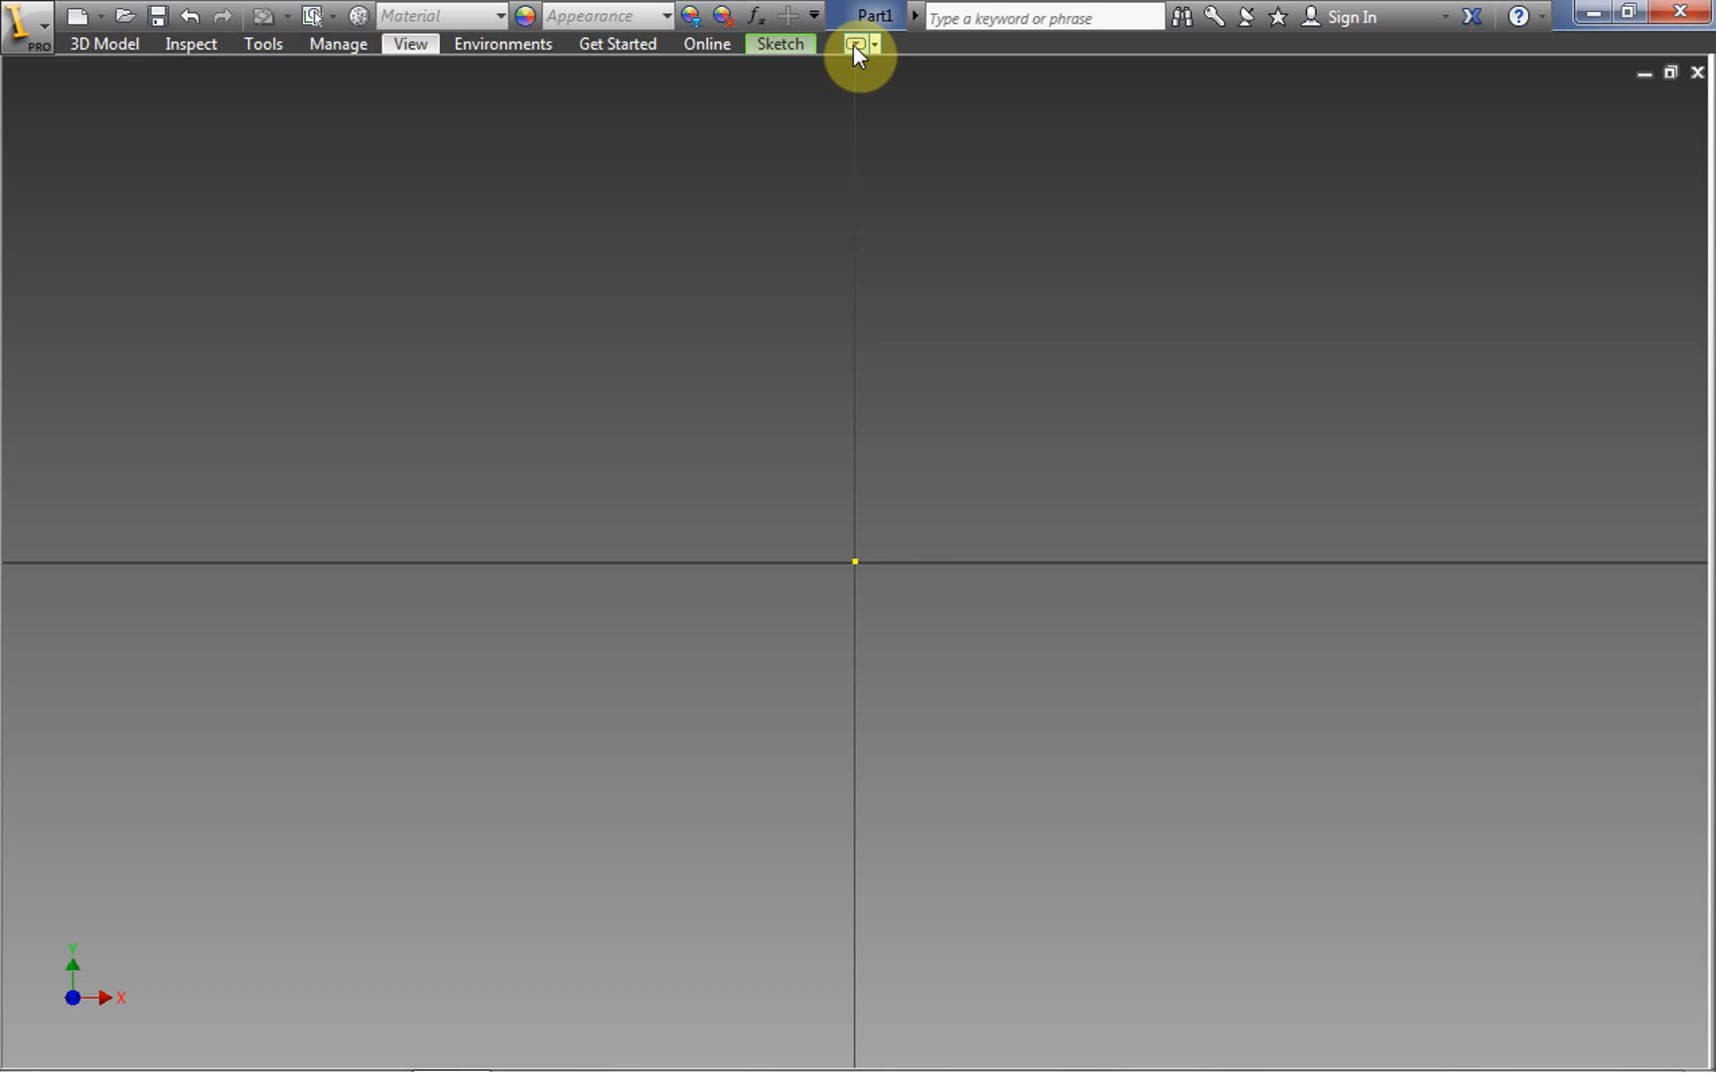 Material
Appearance
fx
Part1
Type a keyword or phrase
Sign In
PRO
3D Model
Inspect
Tools
Manage
View
Environments
Get Started
Online
Sketch
Y
X